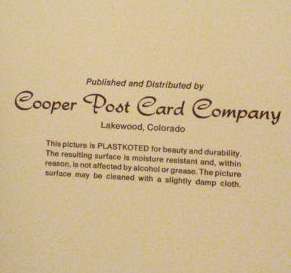 Published and Distributed by
Cooper Post Card Company
Lakewood, Colorado
This picture is PLASTKOTED for beauty and durability.
The resulting surface is moisture resistant and, within
reason, is not affected by alcohol or grease. The picture
surface may be cleaned with a slightly damp cloth.